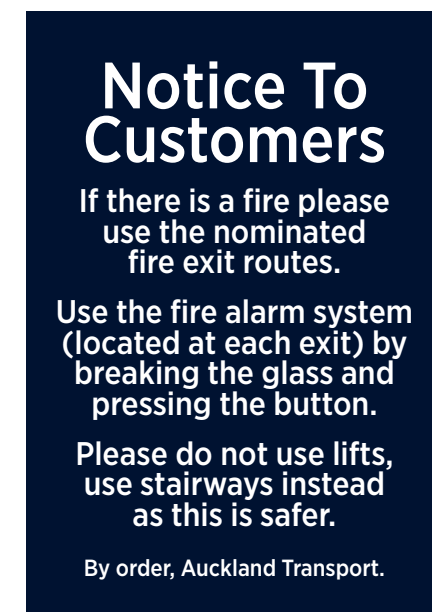 Notice To
Customers
If there is a fire please
use the nominated
fire exit routes.
Use the fire alarm system
(located at each exit) by
breaking the glass and
pressing the button.
Please do not use lifts,
use stairways instead
as this is safer.
By order, Auckland Transport.